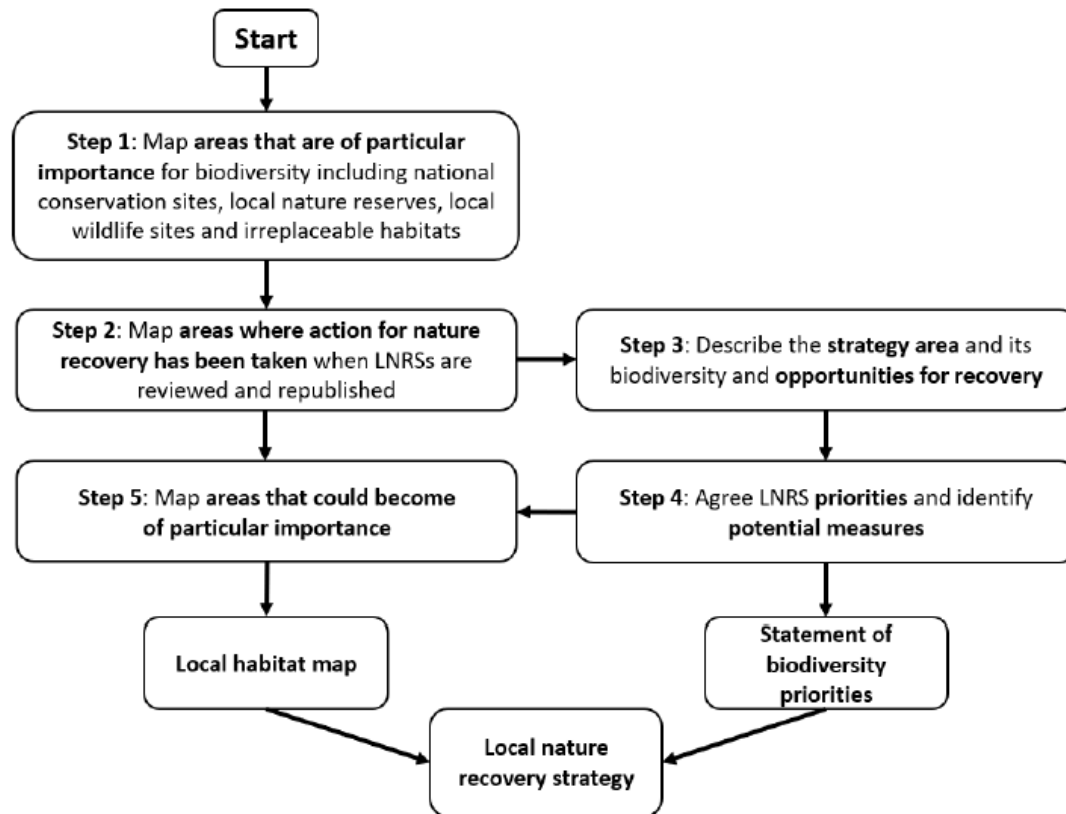 Start
Step 1: Map areas that are of particular
importance for biodiversity including national
conservation sites, local nature reserves, local
wildlife sites and irreplaceable habitats
Step 2: Map areas where action for nature
recovery has been taken when LNRSs are
reviewed and republished
Step 3: Describe the strategy area and its
biodiversity and opportunities for recovery
Step 4: Agree LNRS priorities and identify
potential measures
Step 5: Map areas that could become
of particular importance
Local habitat map
Statement of
biodiversity
priorities
Local nature
recovery strategy